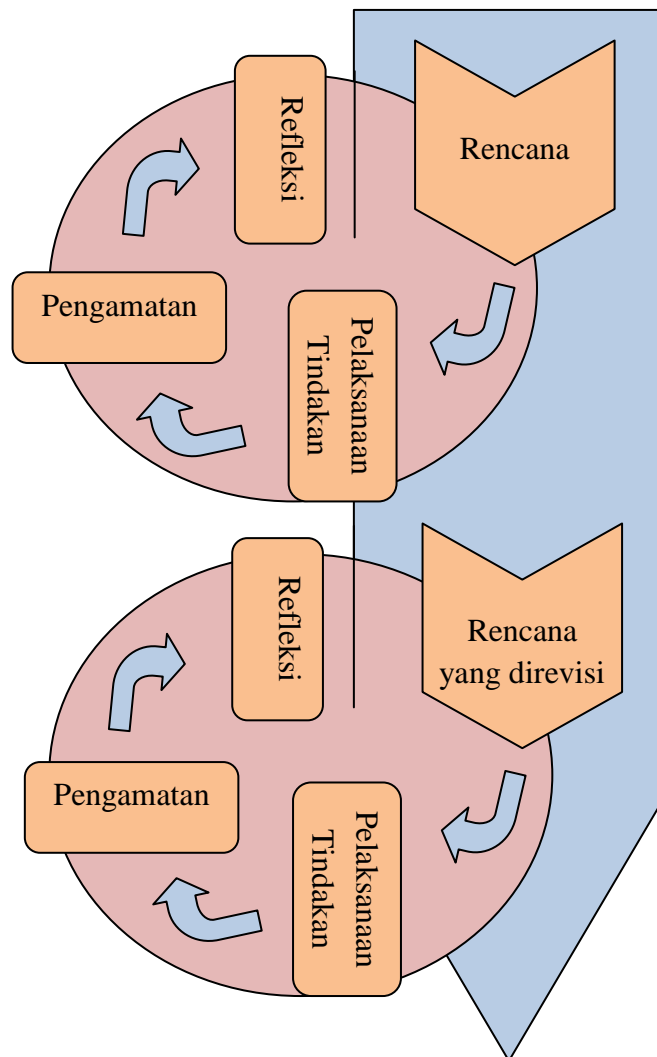 Refleksi
Rencana
Pengamatan
Pelaksanaan
Tindakan
Refleksi
Rencana
yang direvisi
Pengamatan
Pelaksanaan
Tindakan